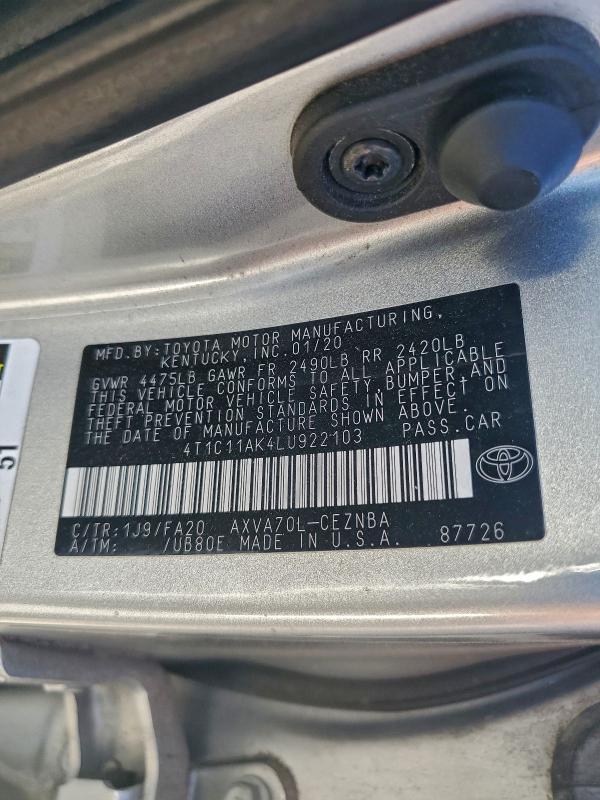 MFD.BY:TOYOTA MOTOR MANUFACTURING,
KENTUCKY, INC.01/20
GVWR 4475LB GAWR FR 2490LB RR 2420LB
THIS VEHICLE CONFORMS TO ALL APPLICABLE
FEDERAL MOTOR VEHICLE SAFETY, BUMPER, AND
THEFT PREVENTION STANDARDS IN EFFECT ON
THE DATE OF MANUFACTURE SHOWN ABOVE.
4T1C11AK4LU922103 PASS.CAR
C/TR:1J9/FA20 AXVA70L-CEZNBA
A/TM: /UB80E MADE IN U.S.A. 87726